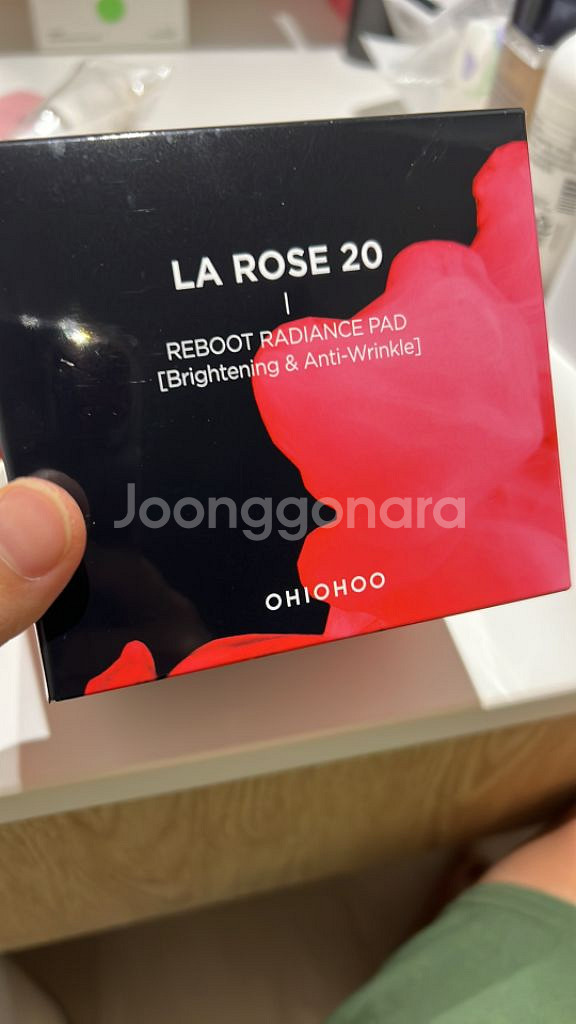 LA ROSE 20
REBOOT RADIANCE PAD
[Brightening & Anti-Wrinkle]
Joonggonara
OHIOHOO